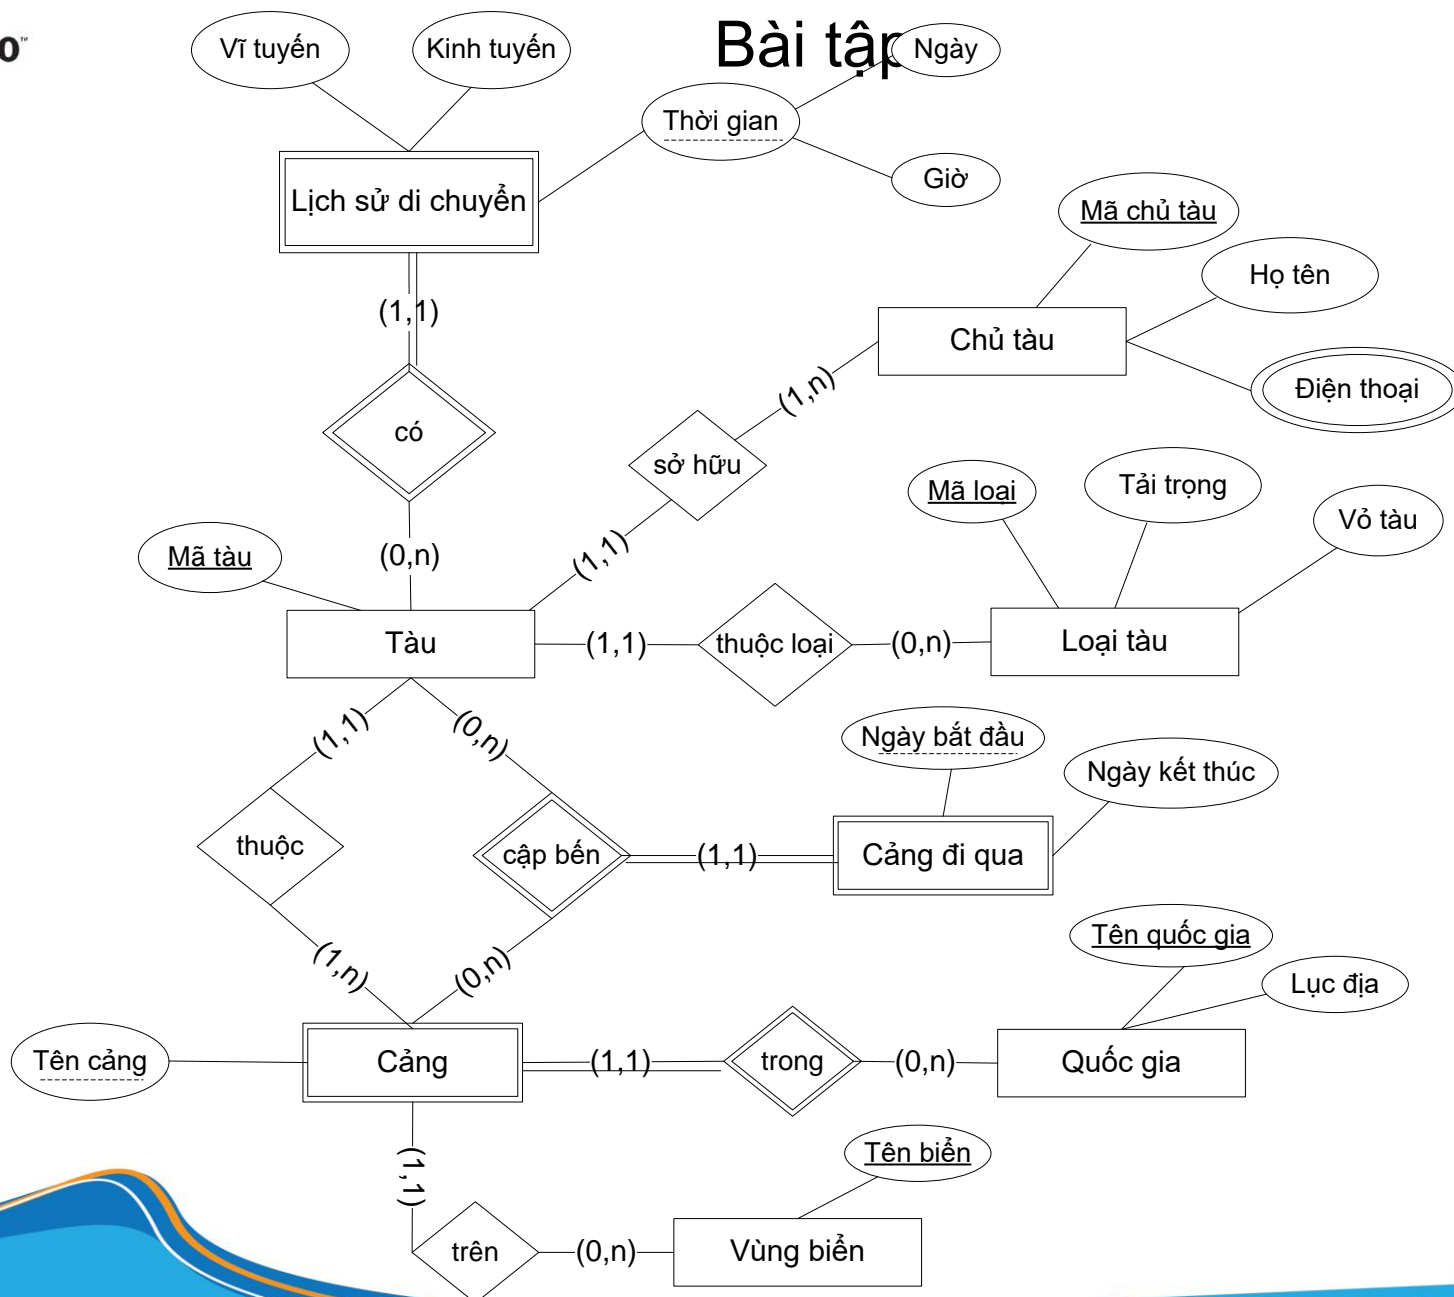 Bài tập
Vĩ tuyến
Kinh tuyến
Ngày
Thời gian
Giờ
Lịch sử di chuyển
Mã chủ tàu
Họ tên
(1,1)
Chủ tàu
Điện thoại
(1,n)
có
sở hữu
Mã loại
Tải trọng
Vỏ tàu
(0,n)
(1,1)
Mã tàu
Tàu
(1,1)
thuộc loại
(0,n)
Loại tàu
(1,1)
(0,n)
Ngày bắt đầu
Ngày kết thúc
thuộc
cập bến
(1,1)
Cảng đi qua
Tên quốc gia
Lục địa
(1,n)
(0,n)
Tên cảng
Cảng
(1,1)
trong
(0,n)
Quốc gia
(1,1)
Tên biển
trên
(0,n)
Vùng biển